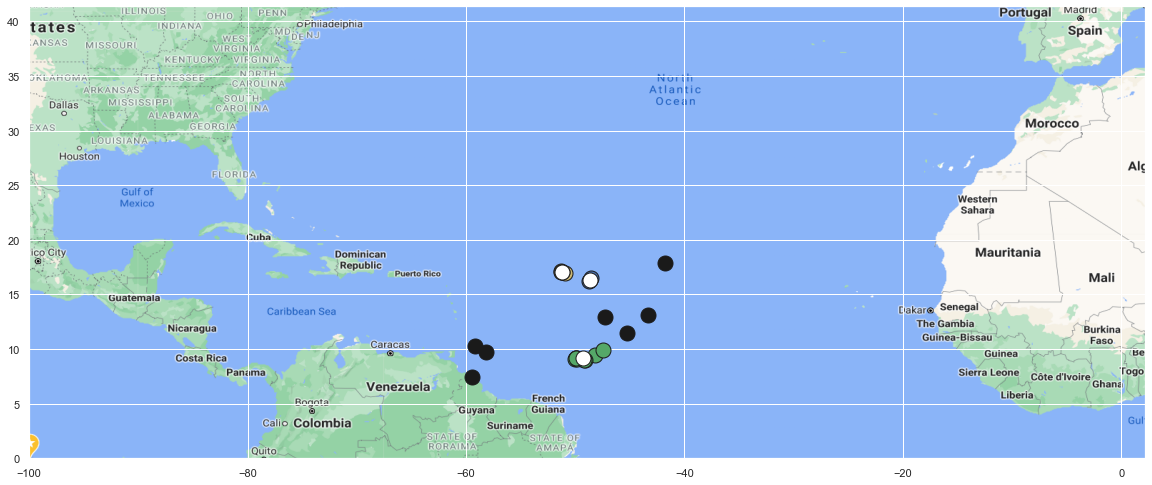 ILLINOIS
OHIO
PENN
Philadelphia
Portugal
Madrid
Spain
tates
INDIANA
MD
DE
NJ
ANSAS
MISSOURI
WEST
VIRGINIA
KENTUCKY
VIRGINIA
OKLAHOMA
TENNESSEE
NORTH
CAROLINA
North
Atlantic
Ocean
ARKANSAS
MISSISSIPPI
SOUTH
CAROLINA
Dallas
ALABAMA
GEORGIA
EXAS
LOUISIANA
Houston
Morocco
FLORIDA
Alg
Gulf of
Mexico
Western
Sahara
Cuba
ico City
Dominican
Republic
Puerto Rico
Mauritania
Mali
Guatemala
Caribbean Sea
Dakar
Senegal
Nicaragua
The Gambia
Guinea-Bissau
Burkina
Faso
Costa Rica
Caracas
Guinea
Be
Panama
Sierra Leone
Côte d'Ivoire
Togo
Ghana
Venezuela
Liberia
Bogota
Guyana
French
Guiana
Cali
Colombia
Suriname
Gul
STATE OF
RORAIMA
STATE OF
AMAPA
Quito
40
35
30
25
20
15
10
5
0
−100
−80
−60
−40
−20
0